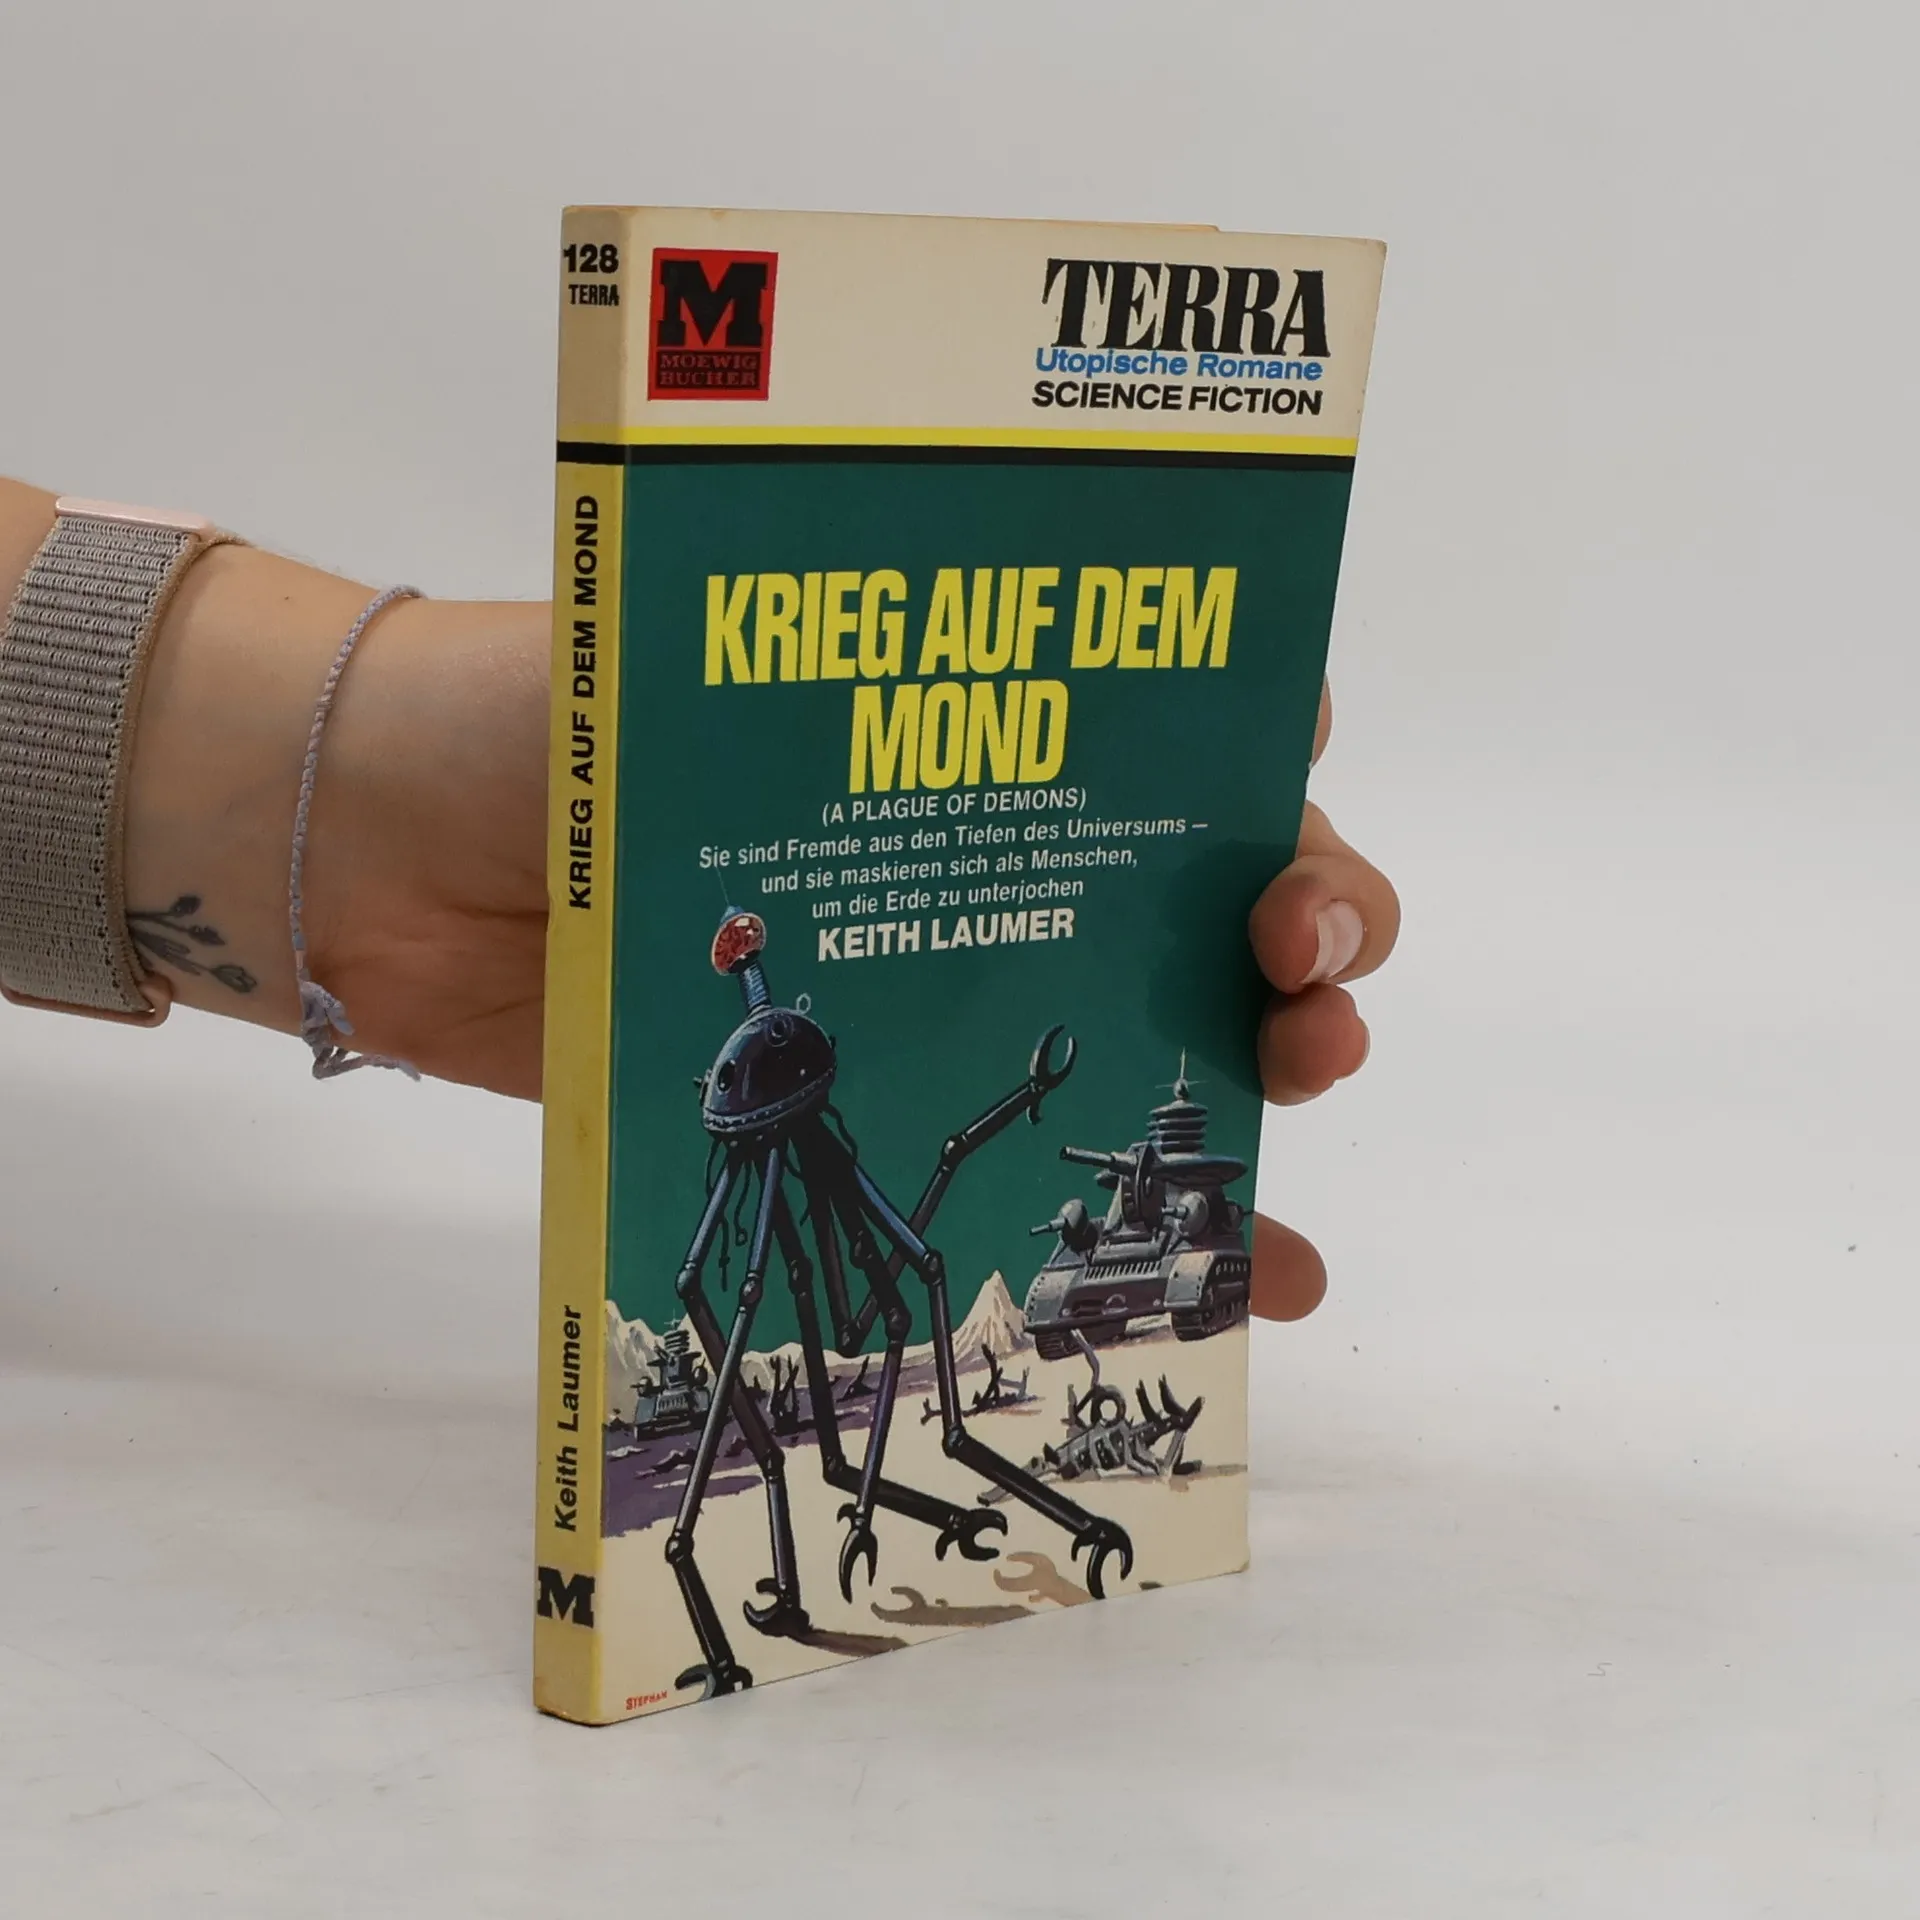 128
TERRA
KRIEG AUF DEM MOND
Keith Laumer
M
M
MOEWIG
BUCHER
TERRA
Utopische Romane
SCIENCE FICTION
KRIEG AUF DEM
MOND
(A PLAGUE OF DEMONS)
Sie sind Fremde aus den Tiefen des Universums —
und sie maskieren sich als Menschen,
um die Erde zu unterjochen
KEITH LAUMER
STEPHAN